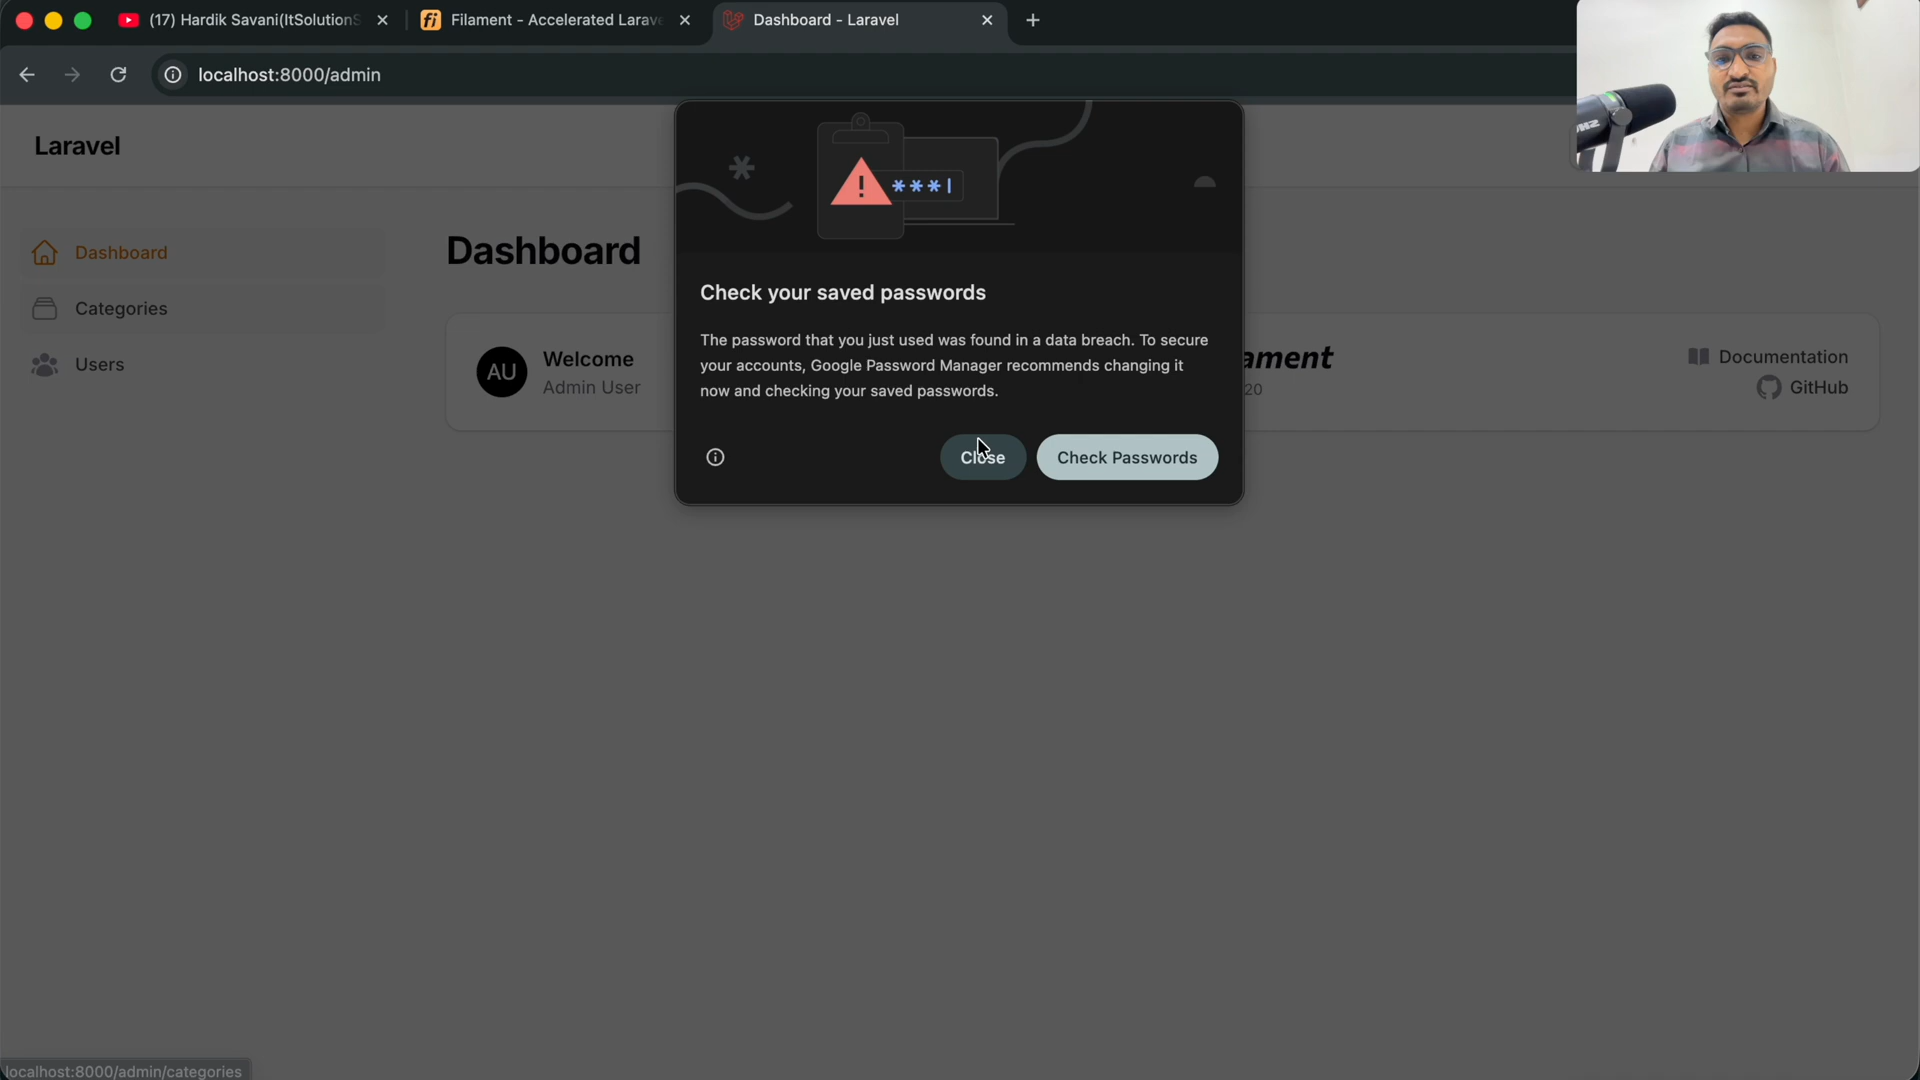 (17) Hardik Savani(ItSolutionS
Filament - Accelerated Larave
Dashboard - Laravel
localhost:8000/admin
Laravel
Dashboard
Categories
Users
Dashboard
AU
Welcome
Admin User
ament
20
Documentation
GitHub
***|
Check your saved passwords
The password that you just used was found in a data breach. To secure
your accounts, Google Password Manager recommends changing it
now and checking your saved passwords.
Close
Check Passwords
localhost:8000/admin/categories